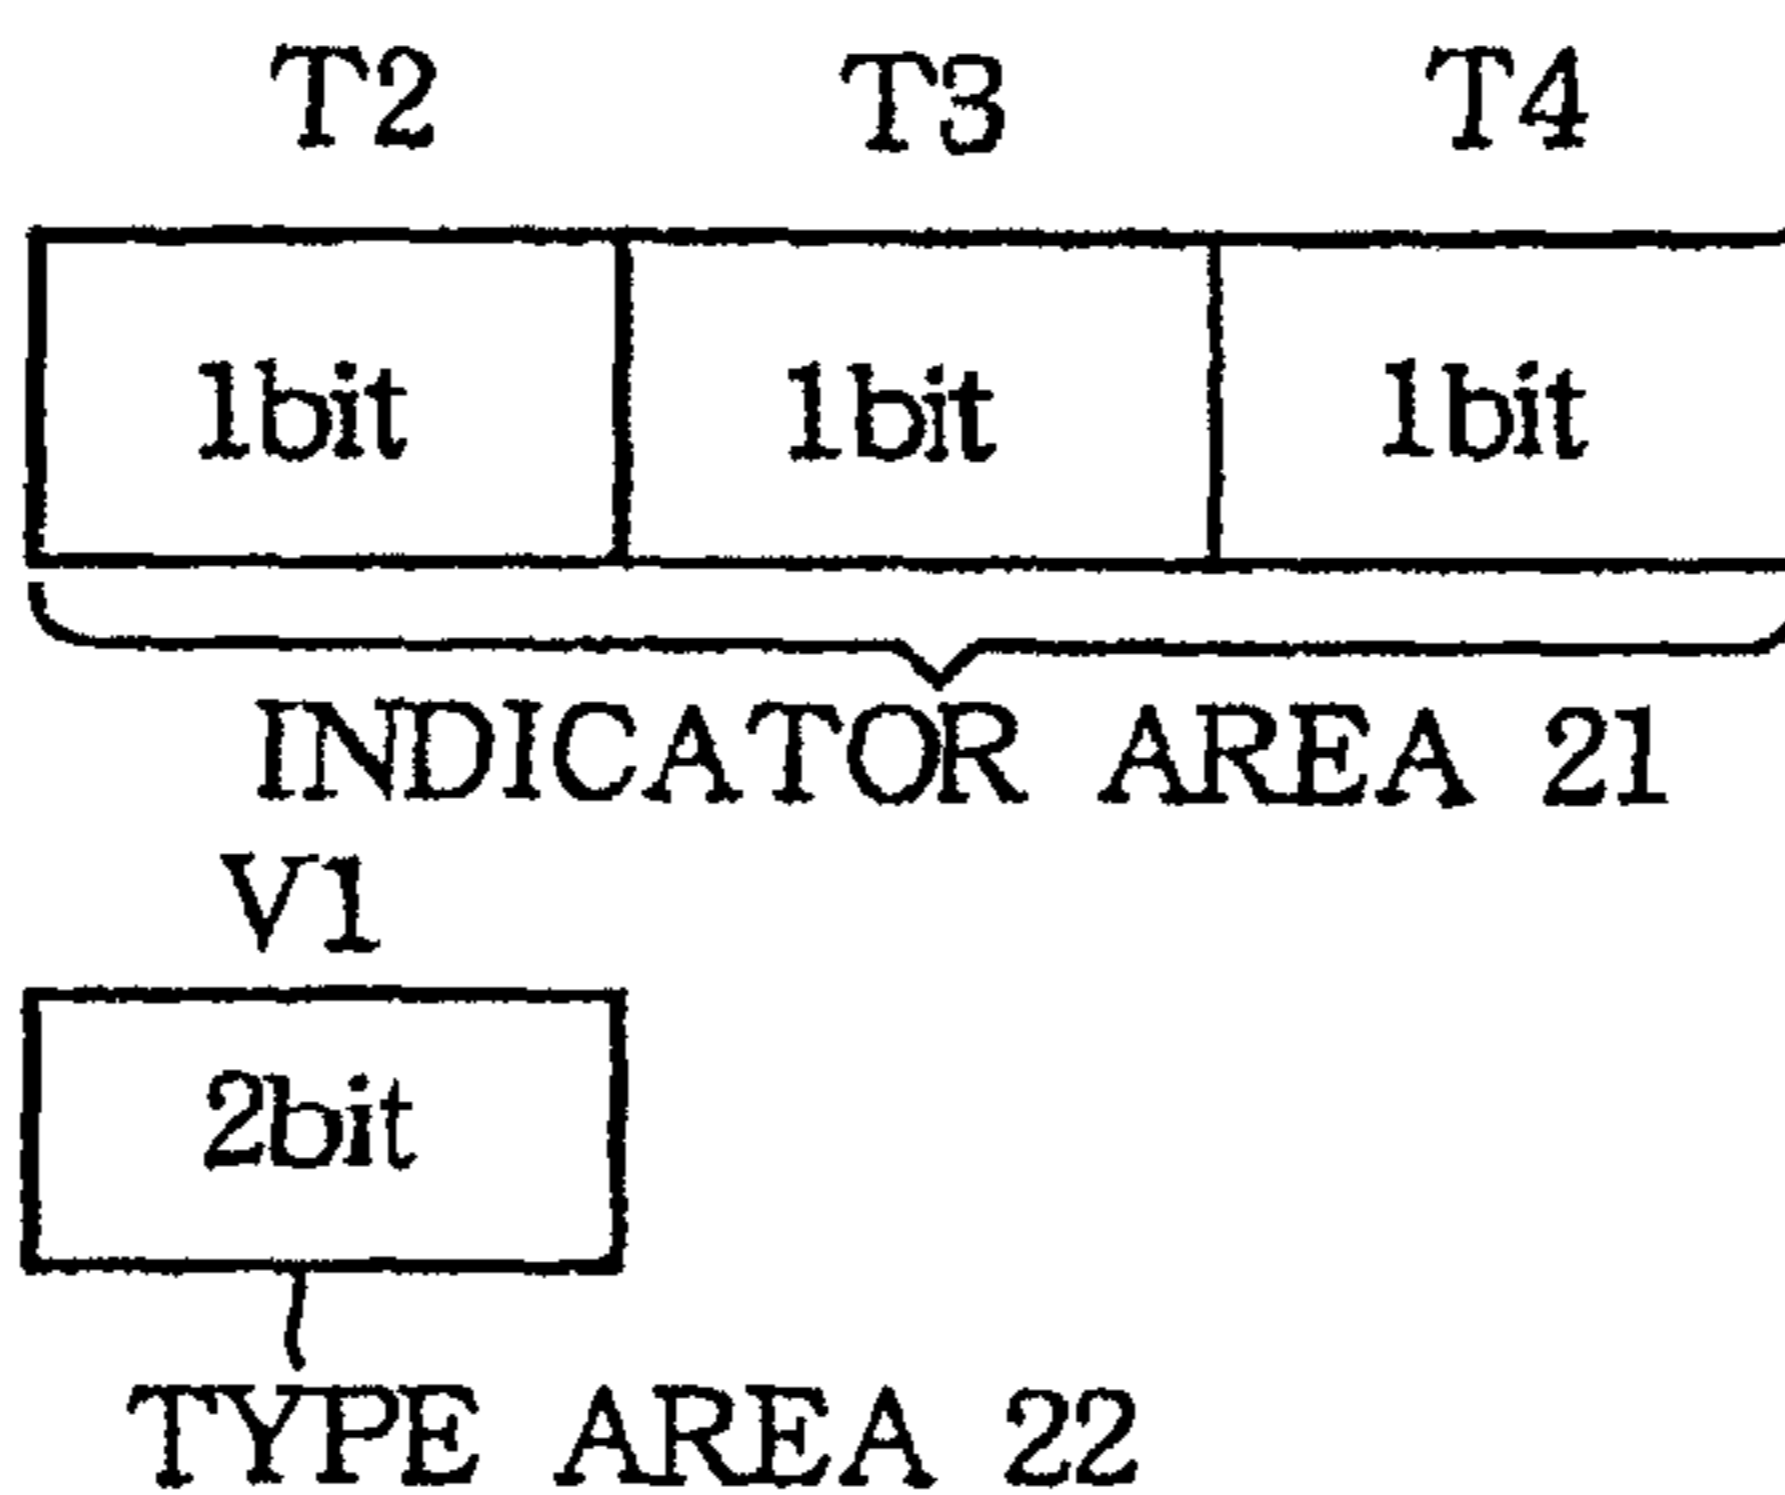 T2 T3 T4
1bit 1bit 1bit
INDICATOR AREA 21
V1
2bit
TYPE AREA 22